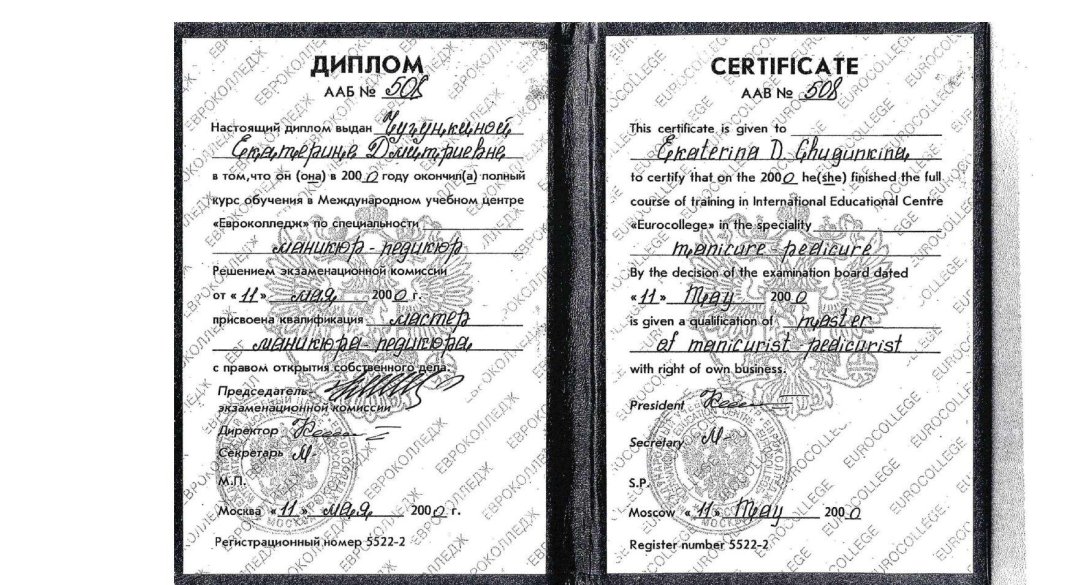 ДИПЛОМ
ААБ № 508
Настоящий диплом выдан Чугункиной
Екатерине Дмитриевне
в том,что он (она) в 2000 году окончил(а) полный
курс обучения в Международном учебном центре
«Евроколледж» по специальности
маникюр - педикюр
Решением экзаменационной комиссии
от «11» мая 2000 г.
присвоена квалификация мастер
маникюра - педикюра
с правом открытия собственного дела.
Председатель
экзаменационной комиссии
Директор
Секретарь
М.П.
Москва «11» мая 2000 г.
Регистрационный номер 5522-2
CERTIFICATE
AAB № 508
This certificate is given to
Ekaterina D. Chugunkina
to certify that on the 2000 he(she) finished the full
course of training in International Educational Centre
«Eurocollege» in the speciality
manicure - pedicure
By the decision of the examination board dated
«11» May 2000
is given a qualification of master
of manicurist - pedicurist
with right of own business.
President
Secretary
S.P.
Moscow «11» May 2000
Register number 5522-2